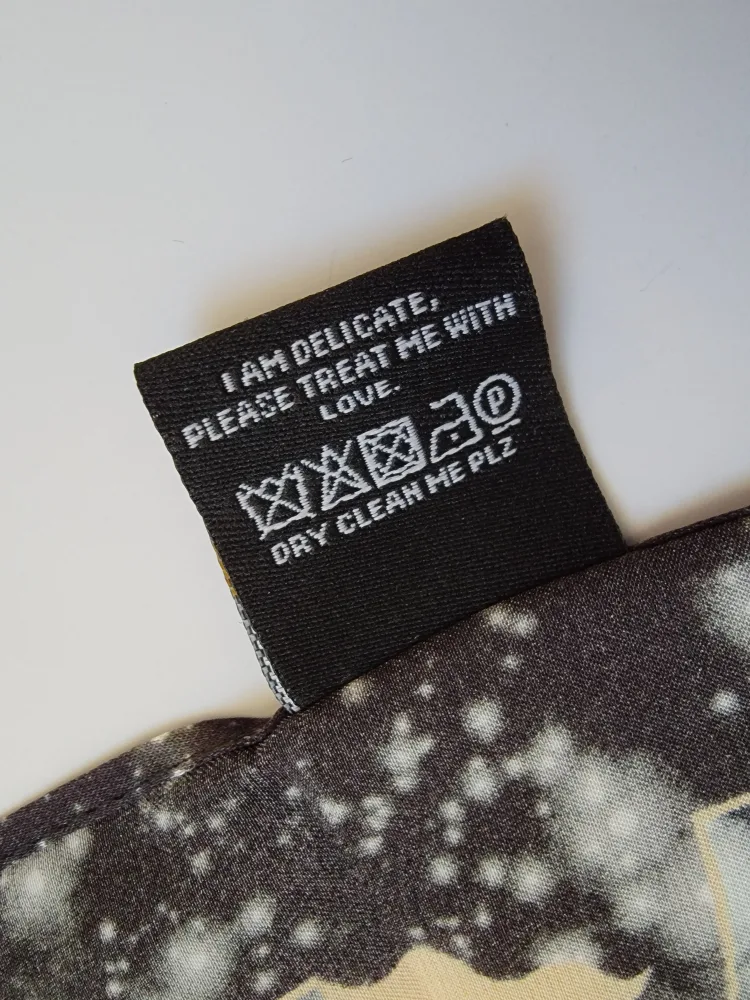 I AM DELICATE,
PLEASE TREAT ME WITH
LOVE.
P
DRY CLEAN ME PLZ